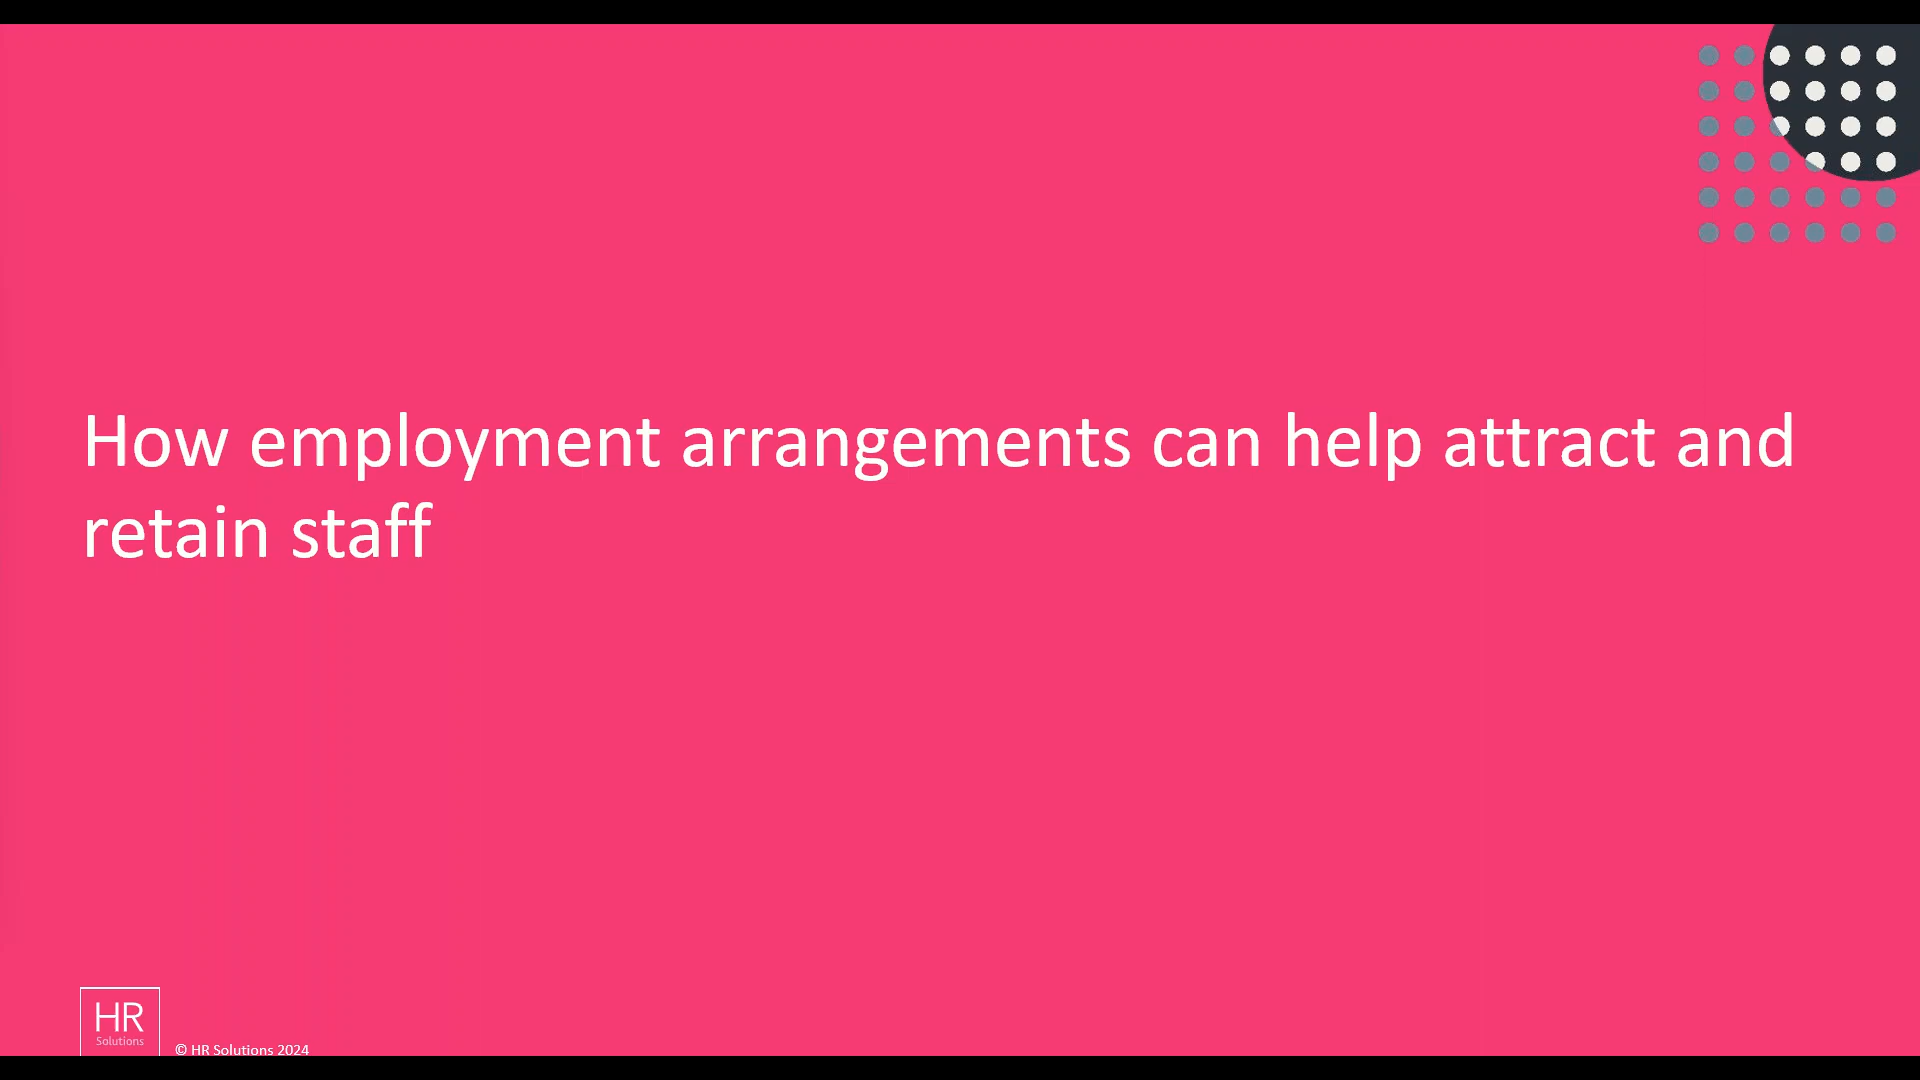 How employment arrangements can help attract and
retain staff
HR
Solutions
© HR Solutions 2024